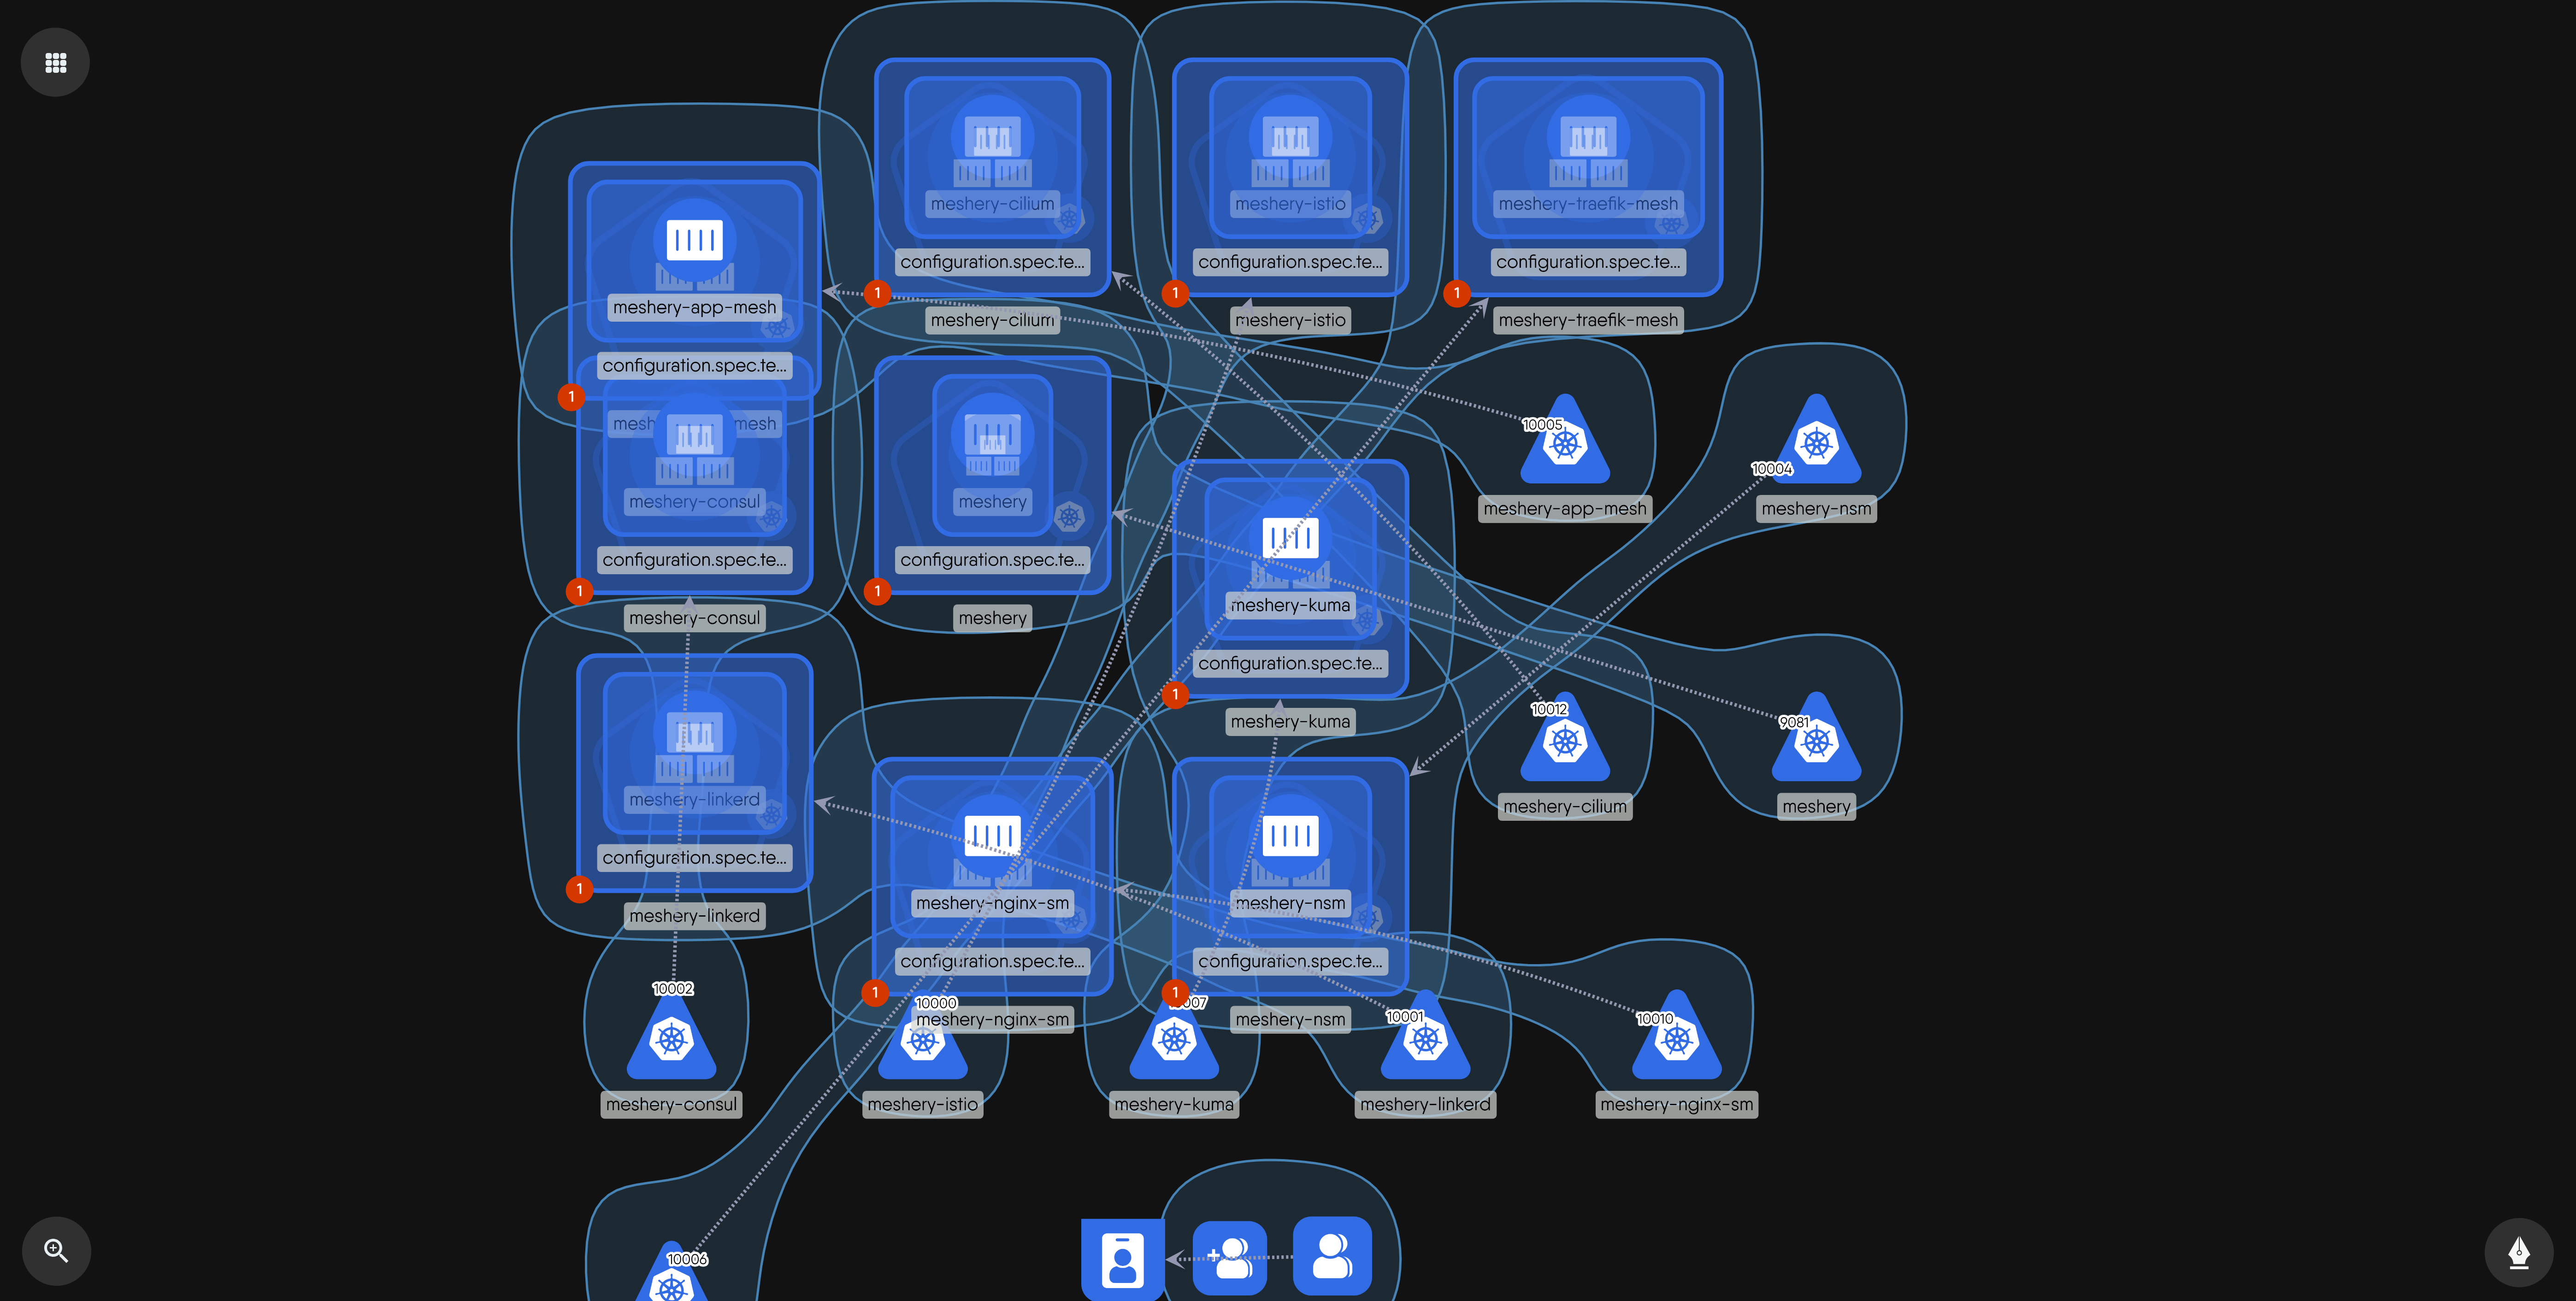 meshery-cilium
configuration.spec.te...
1
meshery-cilium
meshery-istio
configuration.spec.te...
1
meshery-istio
meshery-traefik-mesh
configuration.spec.te...
1
meshery-traefik-mesh
meshery-app-mesh
configuration.spec.te...
1
mesh mesh
meshery-consul
configuration.spec.te...
1
meshery-consul
meshery
configuration.spec.te...
1
meshery
meshery-kuma
configuration.spec.te...
1
meshery-kuma
10005
meshery-app-mesh
10004
meshery-nsm
10012
meshery-cilium
9081
meshery
meshery-linkerd
configuration.spec.te...
1
meshery-linkerd
meshery-nginx-sm
configuration.spec.te...
1
meshery-nginx-sm
meshery-nsm
configuration.spec.te...
1
meshery-nsm
10002
meshery-consul
10000
meshery-istio
meshery-kuma
10001
meshery-linkerd
10010
meshery-nginx-sm
10006